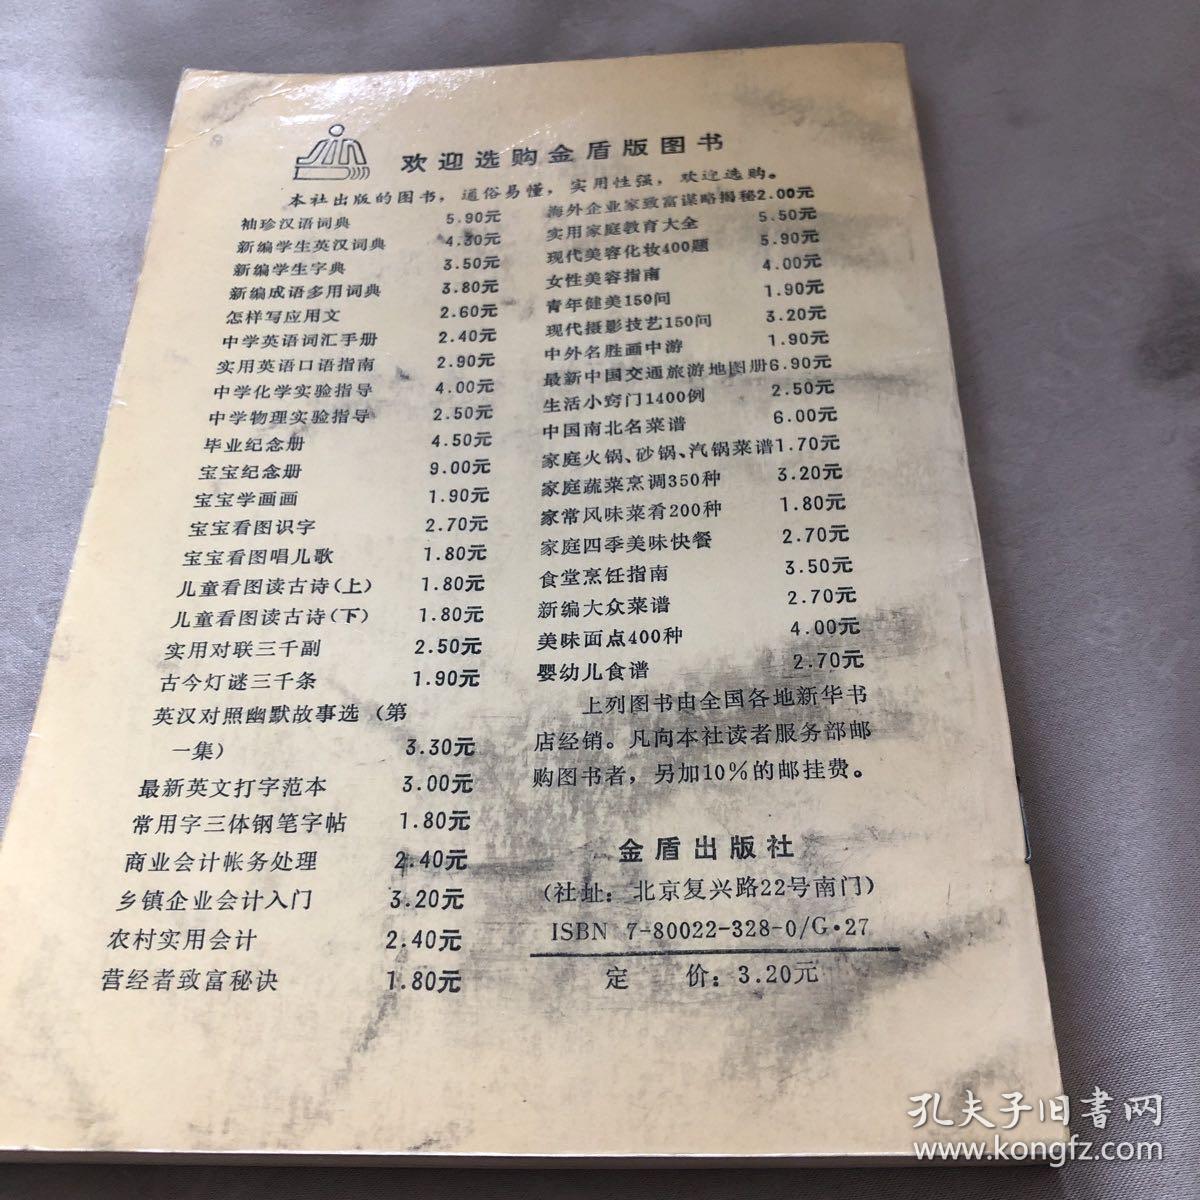 欢迎选购金盾版图书
本社出版的图书，通俗易懂，实用性强，欢迎选购。
袖珍汉语词典 5.90元
新编学生英汉词典 4.30元
新编学生字典 3.50元
新编成语多用词典 3.80元
怎样写应用文 2.60元
中学英语词汇手册 2.40元
实用英语口语指南 2.90元
中学化学实验指导 4.00元
中学物理实验指导 2.50元
毕业纪念册 4.50元
宝宝纪念册 9.00元
宝宝学画画 1.90元
宝宝看图识字 2.70元
宝宝看图唱儿歌 1.80元
儿童看图读古诗（上） 1.80元
儿童看图读古诗（下） 1.80元
实用对联三千副 2.50元
古今灯谜三千条 1.90元
英汉对照幽默故事选（第
一集） 3.30元
最新英文打字范本 3.00元
常用字三体钢笔字帖 1.80元
商业会计帐务处理 2.40元
乡镇企业会计入门 3.20元
农村实用会计 2.40元
营经者致富秘诀 1.80元
海外企业家致富谋略揭秘2.00元
实用家庭教育大全 5.50元
现代美容化妆400题 5.90元
女性美容指南 4.00元
青年健美150问 1.90元
现代摄影技艺150问 3.20元
中外名胜画中游 1.90元
最新中国交通旅游地图册6.90元
生活小窍门1400例 2.50元
中国南北名菜谱 6.00元
家庭火锅、砂锅、汽锅菜谱1.70元
家庭蔬菜烹调350种 3.20元
家常风味菜肴200种 1.80元
家庭四季美味快餐 2.70元
食堂烹饪指南 3.50元
新编大众菜谱 2.70元
美味面点400种 4.00元
婴幼儿食谱 2.70元
上列图书由全国各地新华书
店经销。凡向本社读者服务部邮
购图书者，另加10%的邮挂费。
金盾出版社
（社址：北京复兴路22号南门）
ISBN 7-80022-328-0/G·27
定 价：3.20元
孔夫子旧书网
www.kongfz.com